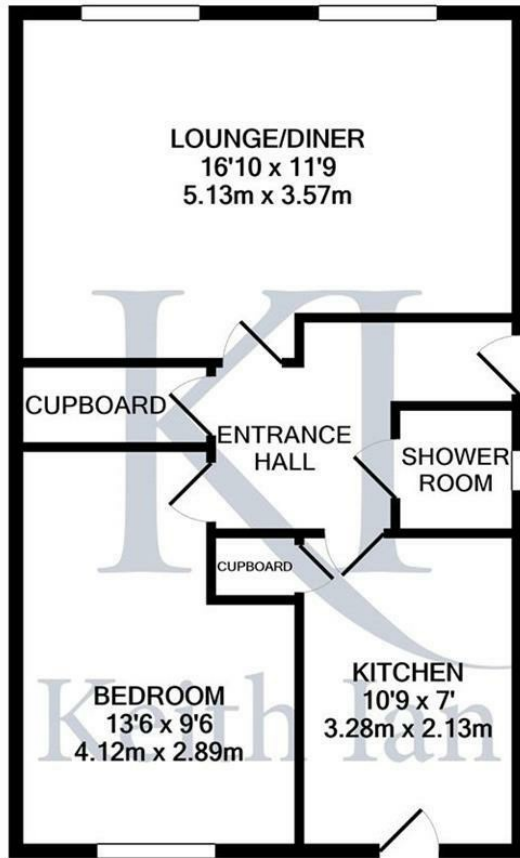 LOUNGE/DINER
16'10 x 11'9
5.13m x 3.57m
CUPBOARD
ENTRANCE
HALL
SHOWER
ROOM
CUPBOARD
BEDROOM
13'6 x 9'6
4.12m x 2.89m
KITCHEN
10'9 x 7'
3.28m x 2.13m
KI
Keith Ian